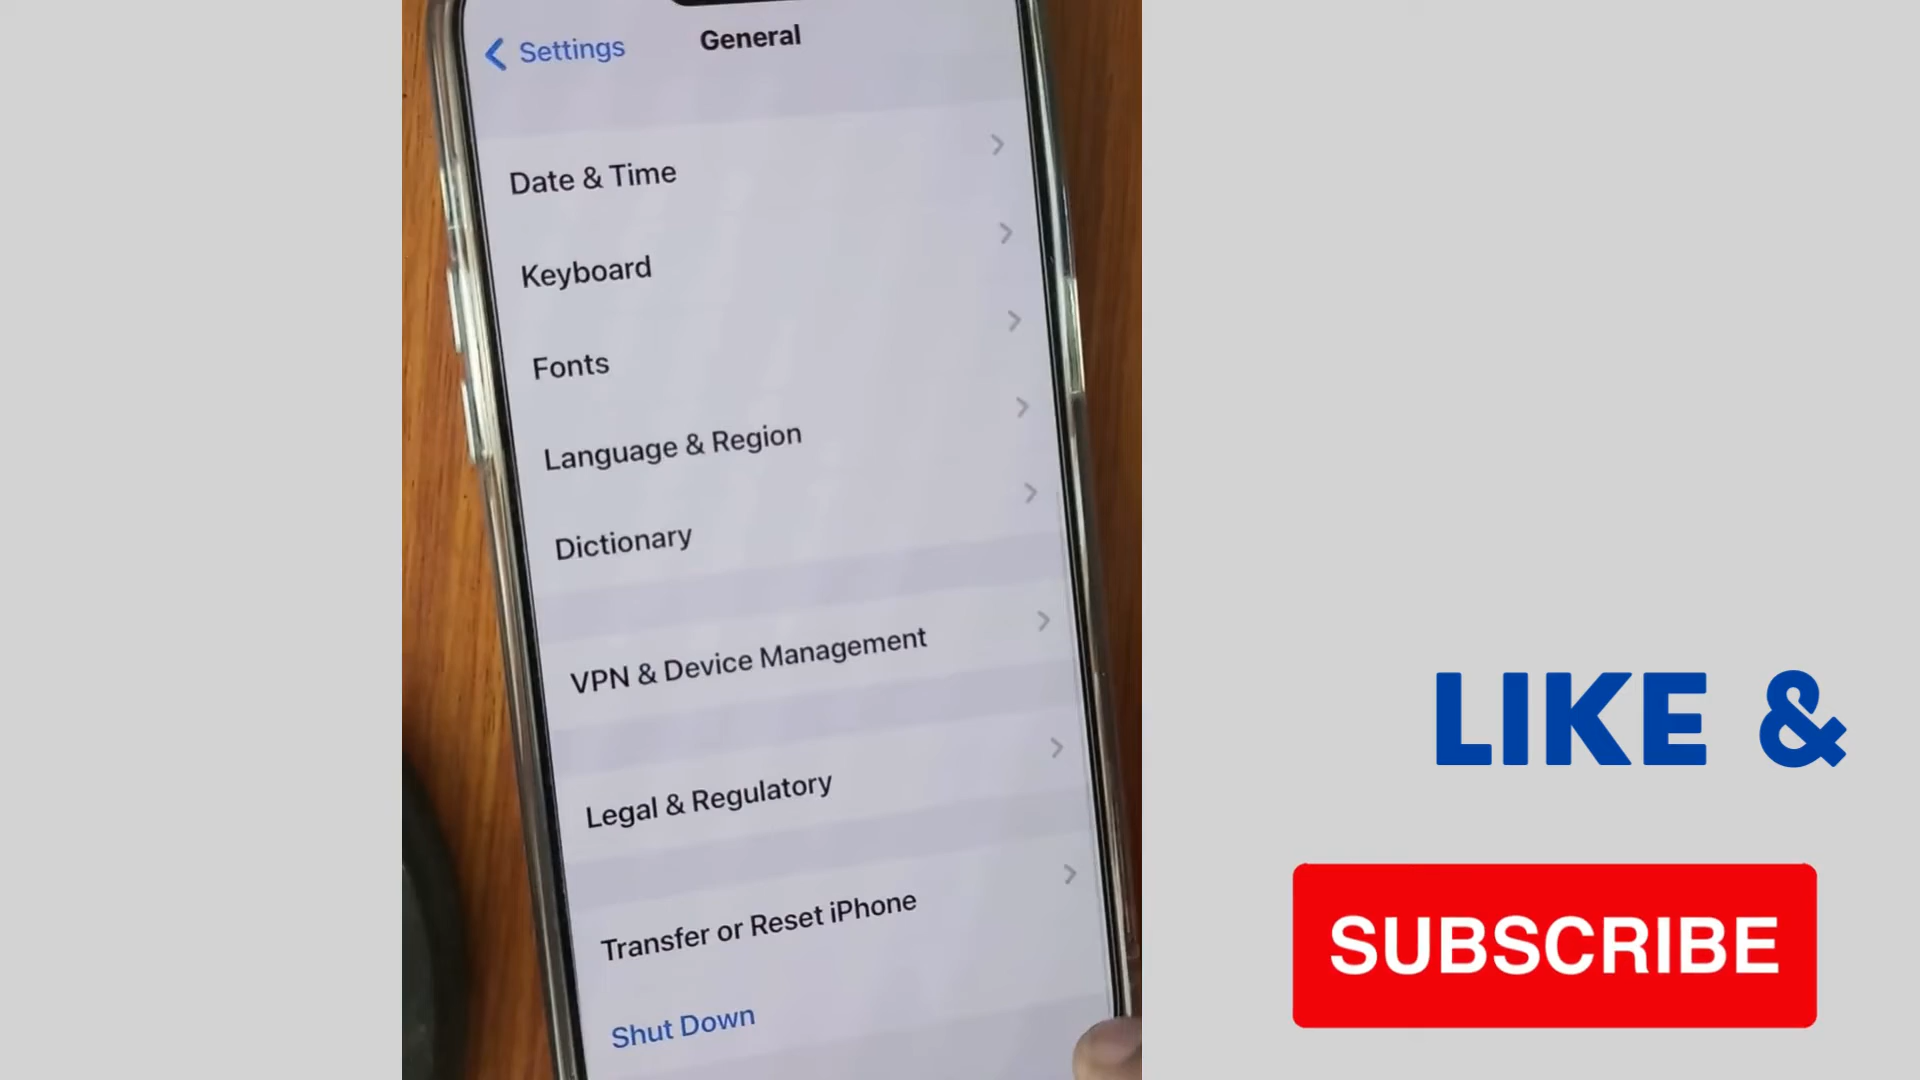 Settings
General
Date & Time
Keyboard
Fonts
Language & Region
Dictionary
VPN & Device Management
Legal & Regulatory
Transfer or Reset iPhone
Shut Down
LIKE &
SUBSCRIBE